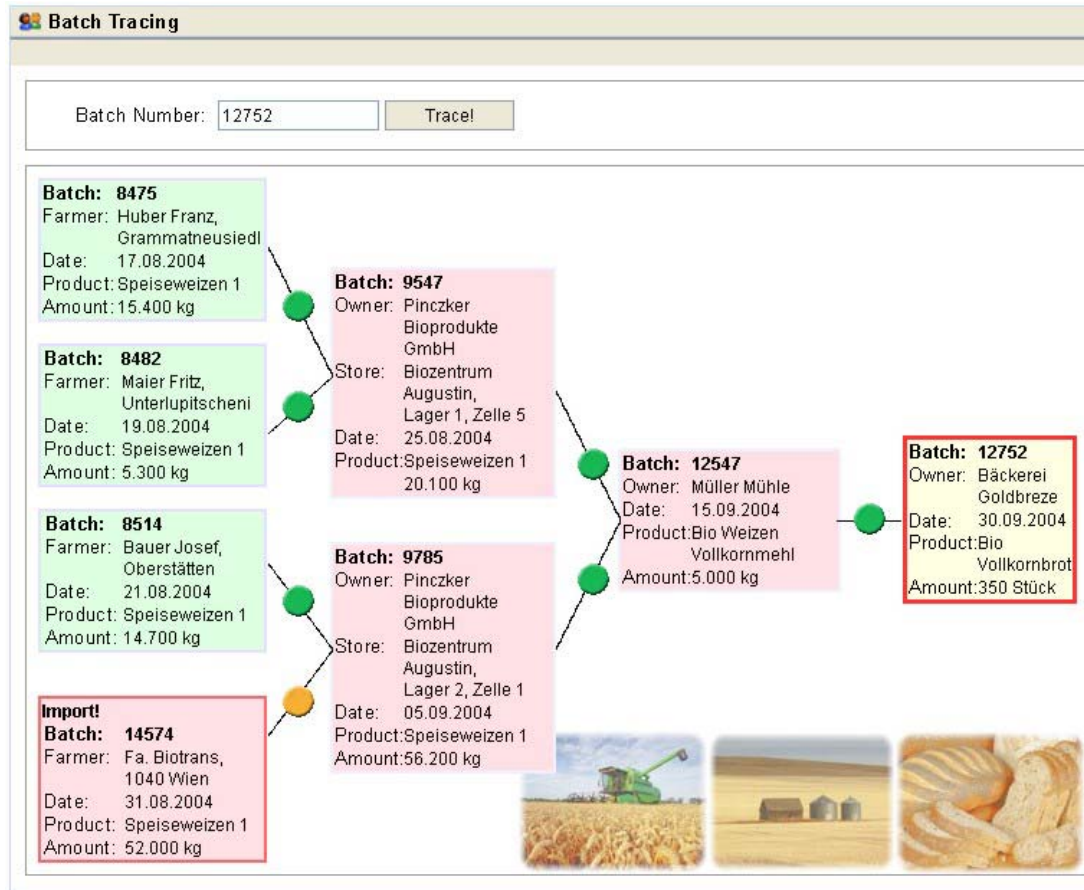 Batch Tracing
Batch Number: 12752 Trace!
Batch: 8475
Farmer: Huber Franz,
Grammatneusiedl
Date: 17.08.2004
Product: Speiseweizen 1
Amount: 15.400 kg
Batch: 8482
Farmer: Maier Fritz,
Unterlupitscheni
Date: 19.08.2004
Product: Speiseweizen 1
Amount: 5.300 kg
Batch: 8514
Farmer: Bauer Josef,
Oberstätten
Date: 21.08.2004
Product: Speiseweizen 1
Amount: 14.700 kg
Import!
Batch: 14574
Farmer: Fa. Biotrans,
1040 Wien
Date: 31.08.2004
Product: Speiseweizen 1
Amount: 52.000 kg
Batch: 9547
Owner: Pinczker
Bioprodukte
GmbH
Store: Biozentrum
Augustin,
Lager 1, Zelle 5
Date: 25.08.2004
Product:Speiseweizen 1
20.100 kg
Batch: 9785
Owner: Pinczker
Bioprodukte
GmbH
Store: Biozentrum
Augustin,
Lager 2, Zelle 1
Date: 05.09.2004
Product:Speiseweizen 1
Amount:56.200 kg
Batch: 12547
Owner: Müller Mühle
Date: 15.09.2004
Product:Bio Weizen
Vollkornmehl
Amount:5.000 kg
Batch: 12752
Owner: Bäckerei
Goldbreze
Date: 30.09.2004
Product:Bio
Vollkornbrot
Amount:350 Stück